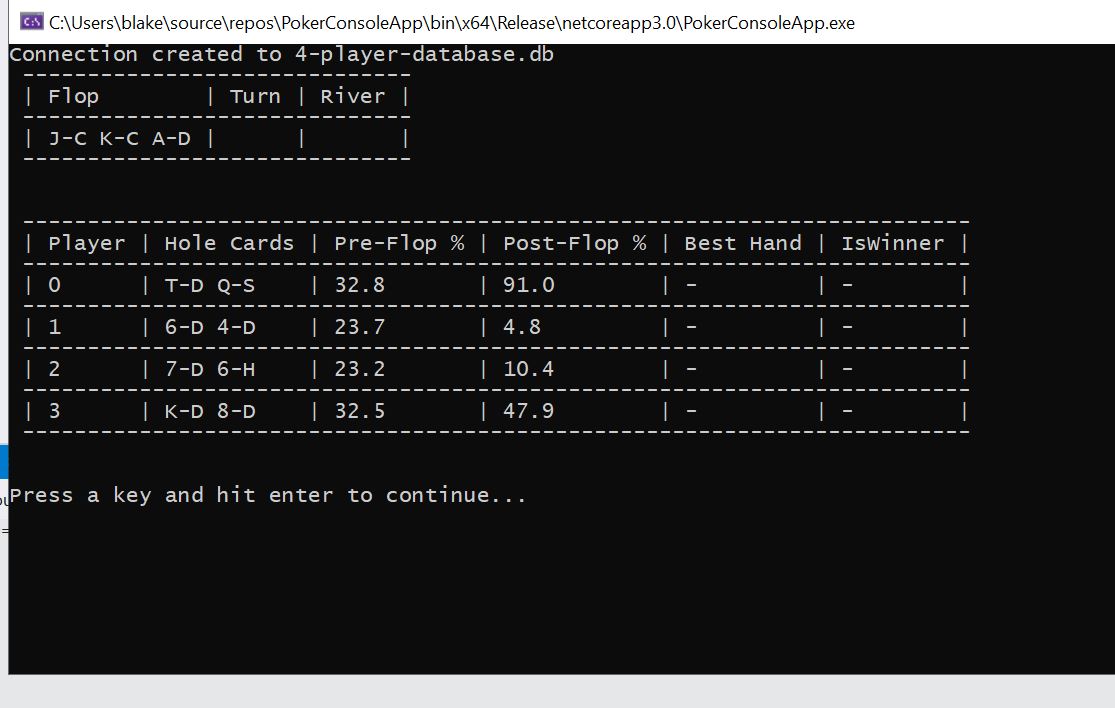 C:\Users\blake\source\repos\PokerConsoleApp\bin\x64\Release\netcoreapp3.0\PokerConsoleApp.exe
Connection created to 4-player-database.db
------------------------------
| Flop        | Turn | River |
------------------------------
| J-C K-C A-D |      |       |
------------------------------
-------------------------------------------------------------------------
| Player | Hole Cards | Pre-Flop % | Post-Flop % | Best Hand | IsWinner |
-------------------------------------------------------------------------
| 0      | T-D Q-S    | 32.8       | 91.0        | -         | -        |
-------------------------------------------------------------------------
| 1      | 6-D 4-D    | 23.7       | 4.8         | -         | -        |
-------------------------------------------------------------------------
| 2      | 7-D 6-H    | 23.2       | 10.4        | -         | -        |
-------------------------------------------------------------------------
| 3      | K-D 8-D    | 32.5       | 47.9        | -         | -        |
-------------------------------------------------------------------------
Press a key and hit enter to continue...